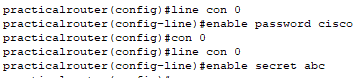 practicalrouter(config)#line con 0
practicalrouter(config-line)#enable password cisco
practicalrouter(config)#con 0
practicalrouter(config)#line con 0
practicalrouter(config-line)#enable secret abc